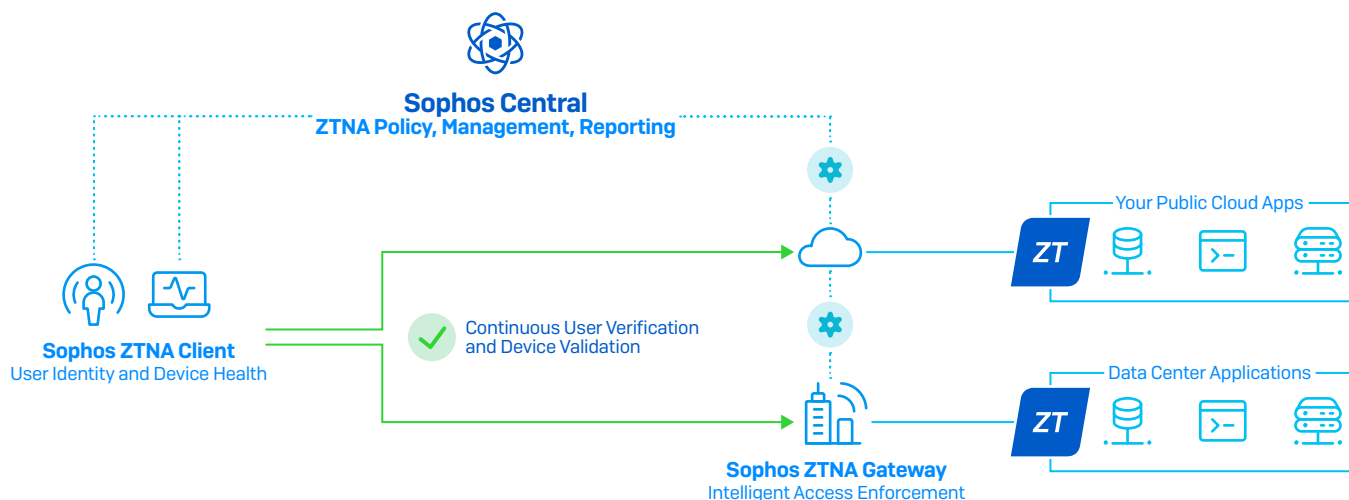 Sophos Central
ZTNA Policy, Management, Reporting
Your Public Cloud Apps
ZT
Continuous User Verification
and Device Validation
Sophos ZTNA Client
User Identity and Device Health
Data Center Applications
ZT
Sophos ZTNA Gateway
Intelligent Access Enforcement